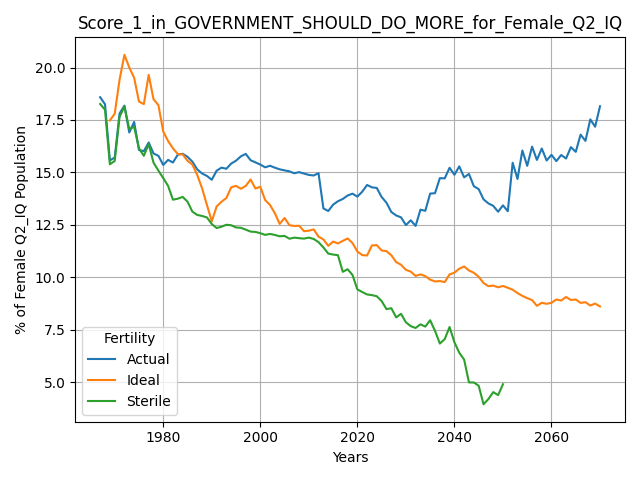 Score_1_in_GOVERNMENT_SHOULD_DO_MORE_for_Female_Q2_IQ
% of Female Q2_IQ Population
20.0
17.5
15.0
12.5
10.0
7.5
5.0
Fertility
Actual
Ideal
Sterile
1980 2000 2020 2040 2060
Years